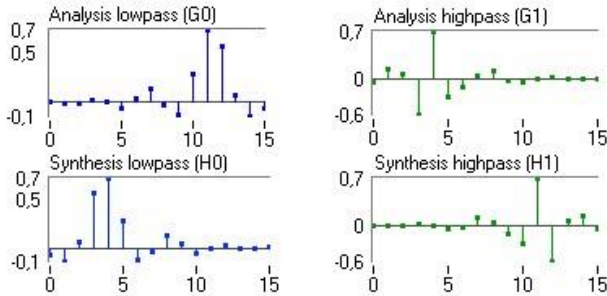 Analysis lowpass (G0)
0,7
0,5
-0,1
0 5 10 15
Analysis highpass (G1)
0,7
0
-0,6
0 5 10 15
Synthesis lowpass (H0)
0,7
0,5
-0,1
0 5 10 15
Synthesis highpass (H1)
0,7
0
-0,6
0 5 10 15